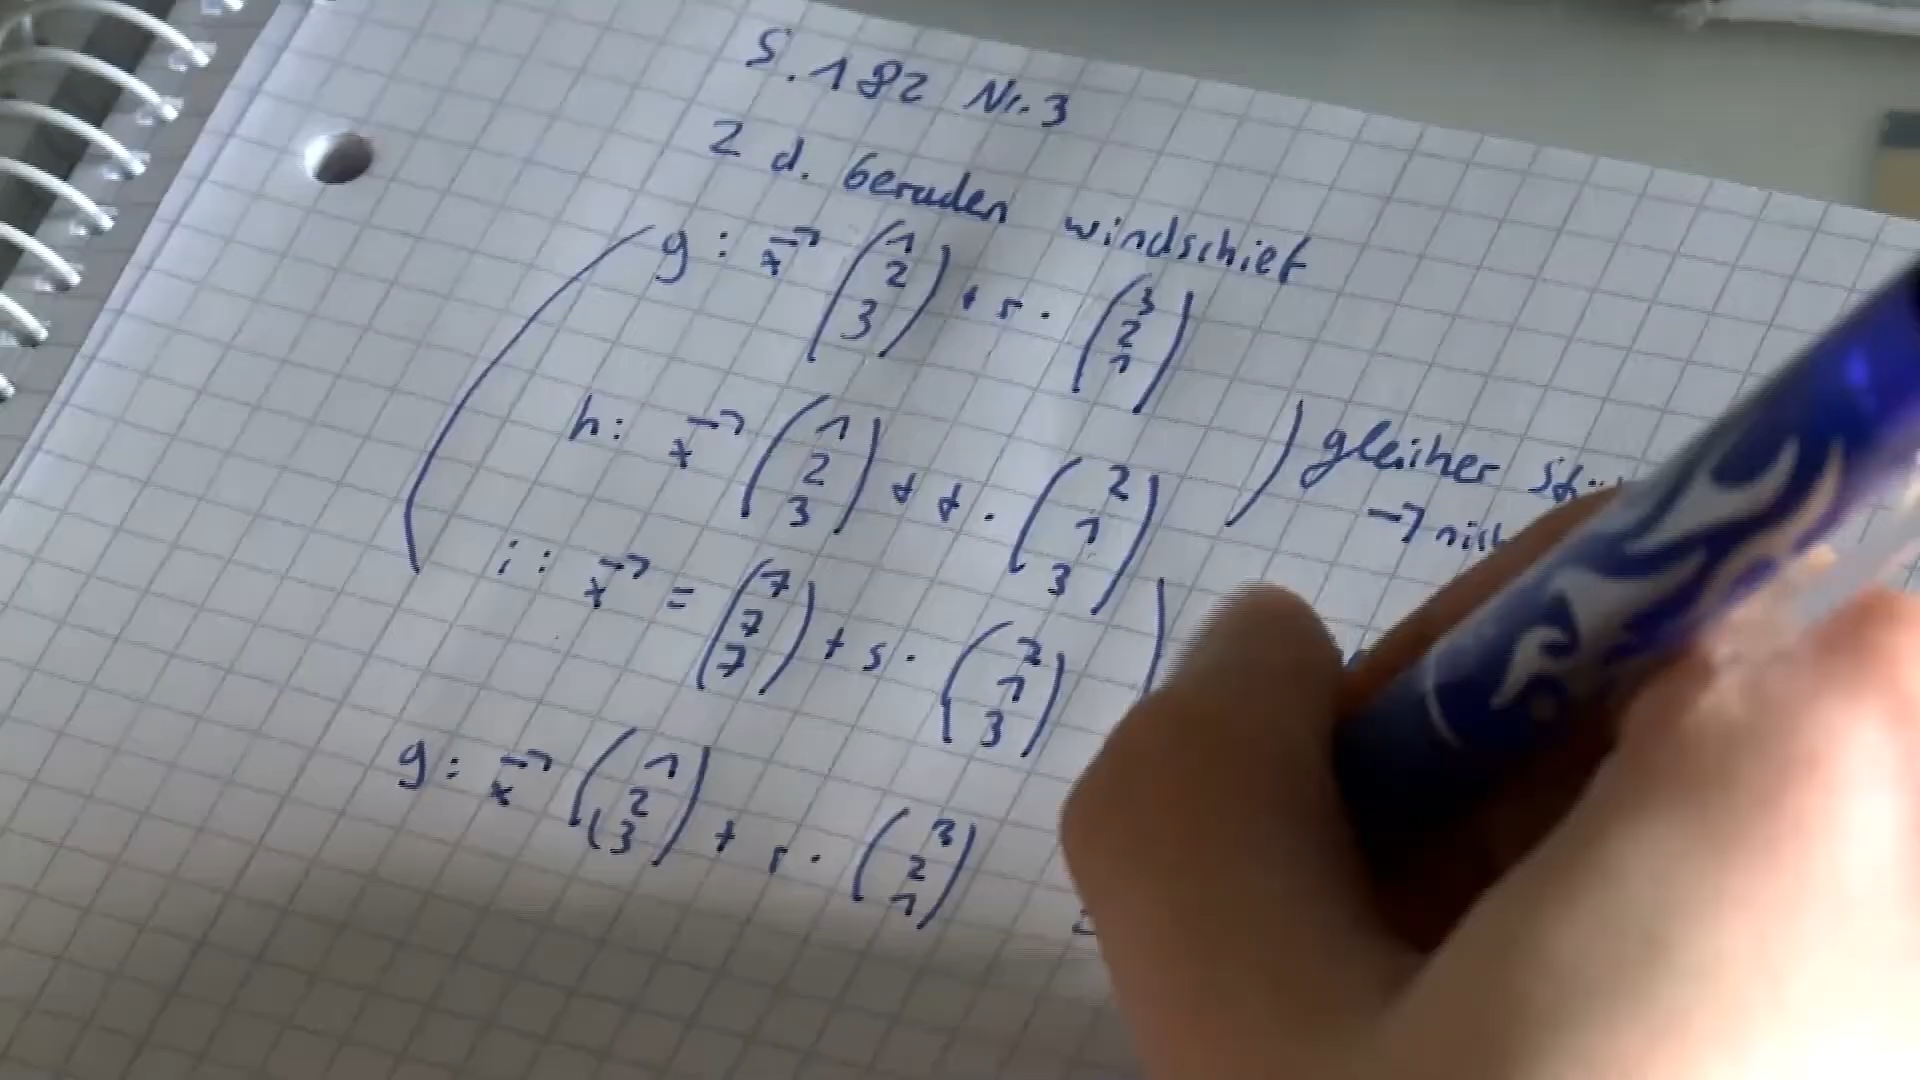 S. 182 Nr. 3
2 d. Geraden windschief
g: x→ (1 2 3) + r · (3 2 1)
h: x→ (1 2 3) + t · (2 1 3) ) gleicher
→
i: x→ = (7 7 7) + s · (2 1 3) )
g: x→ (1 2 3) + r · (3 2 1)